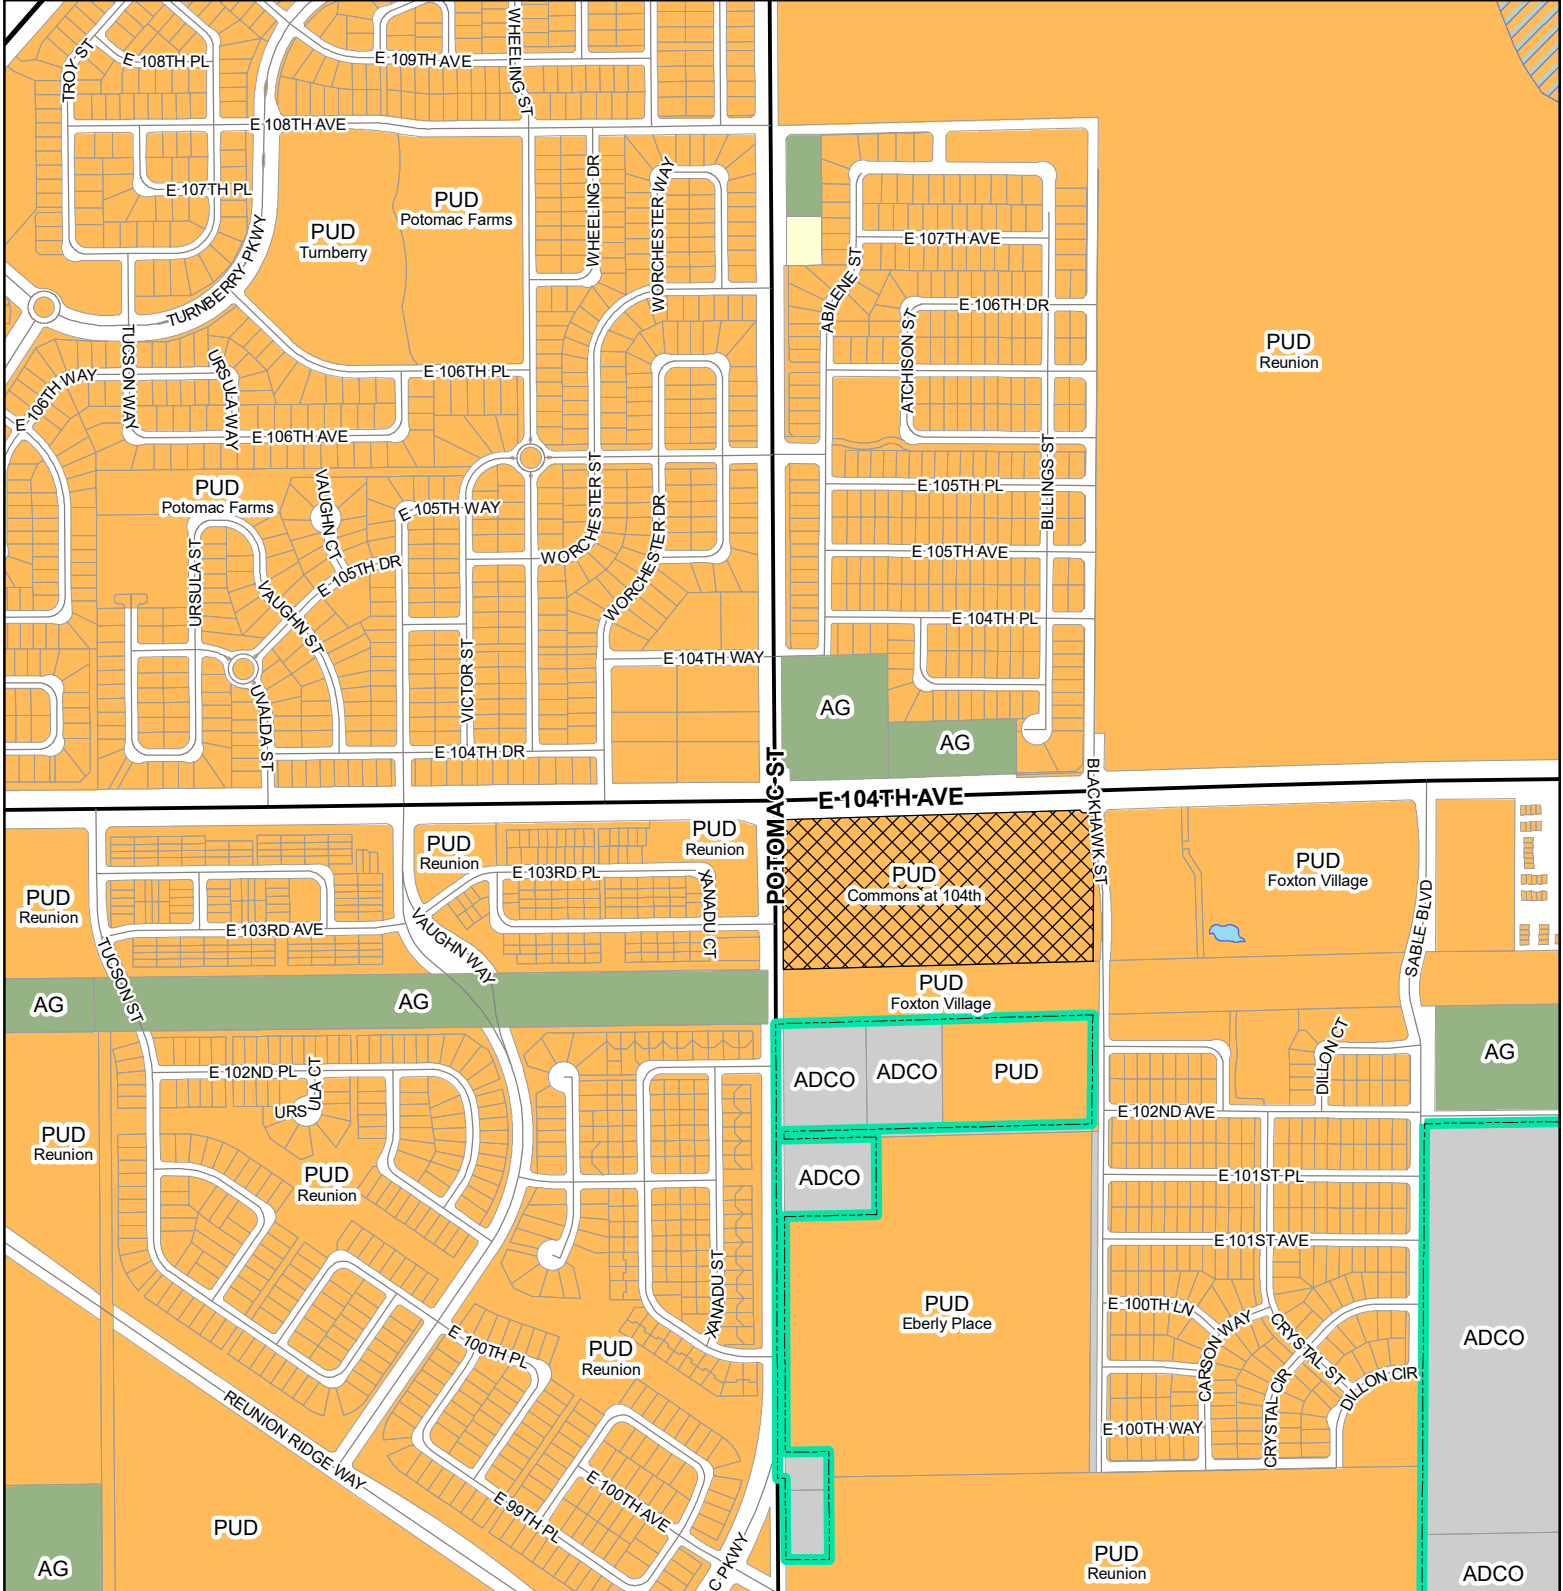 WHEELING ST
TROY ST
E 108TH PL
E 109TH AVE
E 108TH AVE
E 107TH PL
PUD
Turnberry
PUD
Potomac Farms
WHEELING DR
WORCHESTER WAY
TURNBERRY PKWY
E 107TH AVE
ABILENE ST
E 106TH DR
ATCHISON ST
PUD
Reunion
TUCSON WAY
URSULA WAY
E 106TH WAY
E 106TH PL
E 106TH AVE
BILLINGS ST
PUD
Potomac Farms
VAUGHN CT
E 105TH WAY
WORCHESTER ST
WORCHESTER DR
E 105TH PL
E 105TH AVE
URSULA ST
E 105TH DR
VAUGHN ST
E 104TH PL
VICTOR ST
E 104TH WAY
UVALDA ST
AG
AG
E 104TH DR
POTOMAC ST
E 104TH AVE
BLACKHAWK ST
PUD
Reunion
PUD
Reunion
PUD
Reunion
E 103RD PL
XANADU CT
PUD
Commons at 104th
PUD
Foxton Village
SABLE BLVD
E 103RD AVE
VAUGHN WAY
TUCSON ST
AG
AG
PUD
Foxton Village
AG
DILLON CT
E 102ND PL
URSULA CT
ADCO
ADCO
PUD
E 102ND AVE
PUD
Reunion
PUD
Reunion
ADCO
E 101ST PL
E 101ST AVE
XANADU ST
PUD
Eberly Place
E 100TH LN
CARSON WAY
CRYSTAL ST
ADCO
E 100TH PL
PUD
Reunion
DILLON CIR
CRYSTAL CIR
E 100TH WAY
REUNION RIDGE WAY
E 99TH PL
E 100TH AVE
PUD
AG
C PKWY
PUD
Reunion
ADCO